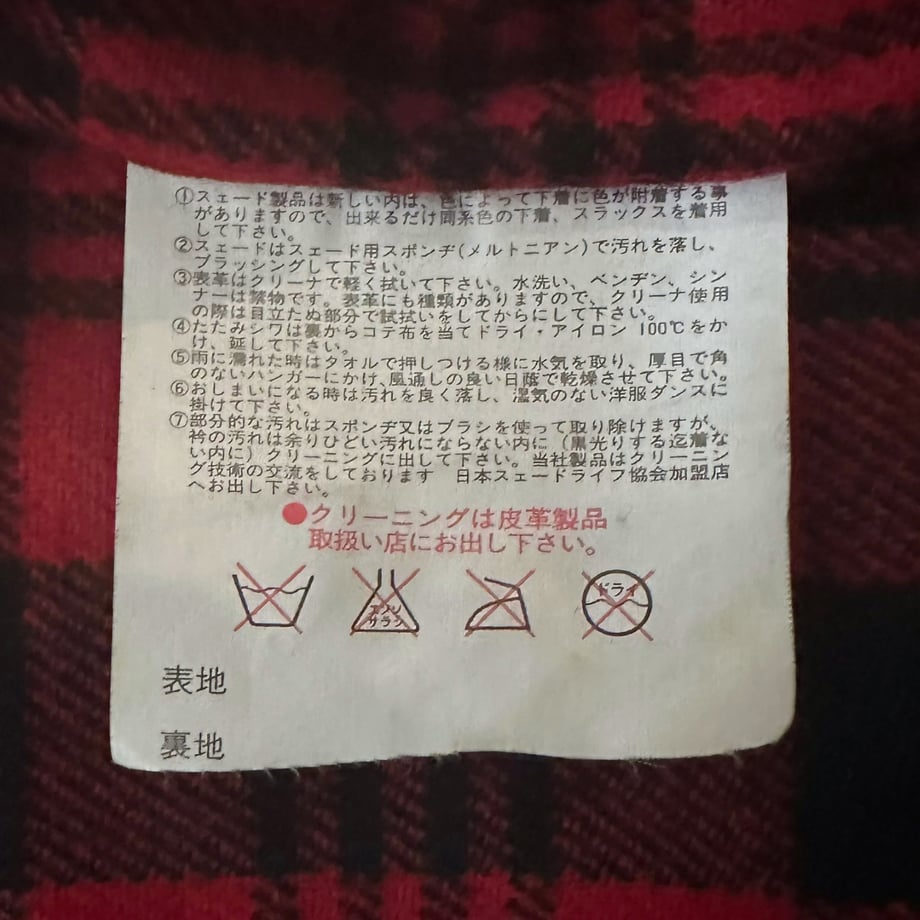 ①スエード製品は新しい内は、色によって下着に色が附着する事
がありますので、出来るだけ同系色の下着、スラックスを着用
して下さい。
②スエードはスエード用スポンヂ(メルトニアン)で汚れを落し、
ブラッシングして下さい。
③表革はクリーナで軽く拭いて下さい。水洗い、ベンヂン、シン
ナーは禁物です。表革にも種類がありますので、クリーナ使用
の際は目立たぬ部分で試拭いをしてからにして下さい。
④たたみシワは裏からコテ布を当てドライ・アイロン 100℃をか
け、延して下さい。
⑤雨に濡れた時はタオルで押しつける様に水気を取り、厚目で角
のないハンガーにかけ、風通しの良い日蔭で乾燥させて下さい。
⑥おしまいになる時は汚れを良く落し、湿気のない洋服ダンスに
掛けて下さい。
⑦部分的な汚れはスポンヂ又はブラシを使って取り除けますが、
衿の汚れは余りひどい汚れにならない内に(黒光りする迄着な
い内に)クリーニングに出して下さい。当社製品はクリーニン
グ技術の交流をしております 日本スエードライフ協会加盟店
へお出し下さい。
●クリーニングは皮革製品
取扱い店にお出し下さい。
エンソ
サラシ
ドライ
表地
裏地